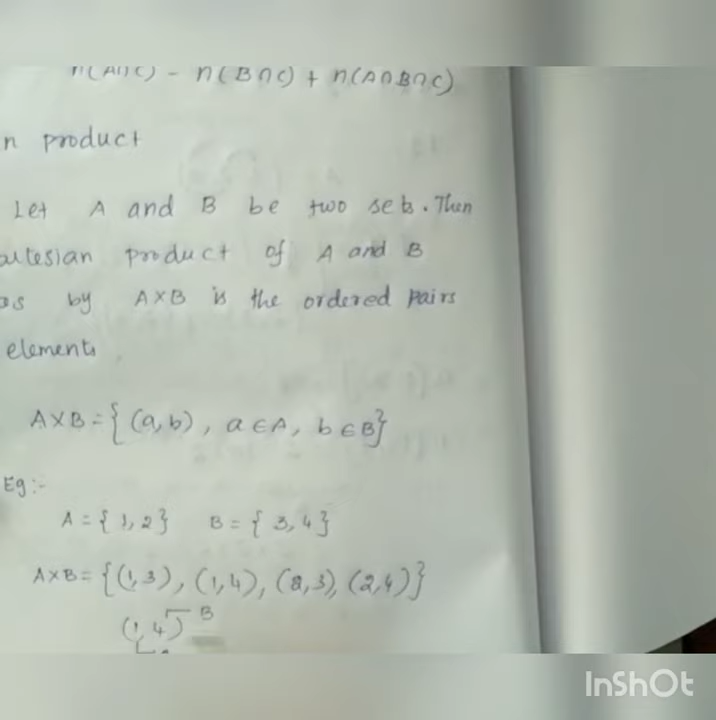 n(A∩C) - n(B∩C) + n(A∩B∩C)
n product
Let A and B be two sets. Then
artesian product of A and B
as by A×B is the ordered pairs
elements
A×B = { (a,b), a∈A, b∈B}
Eg:-
A = { 1,2} B = { 3,4}
A×B = {(1,3), (1,4), (2,3), (2,4)}
(1,4) B
InShOt